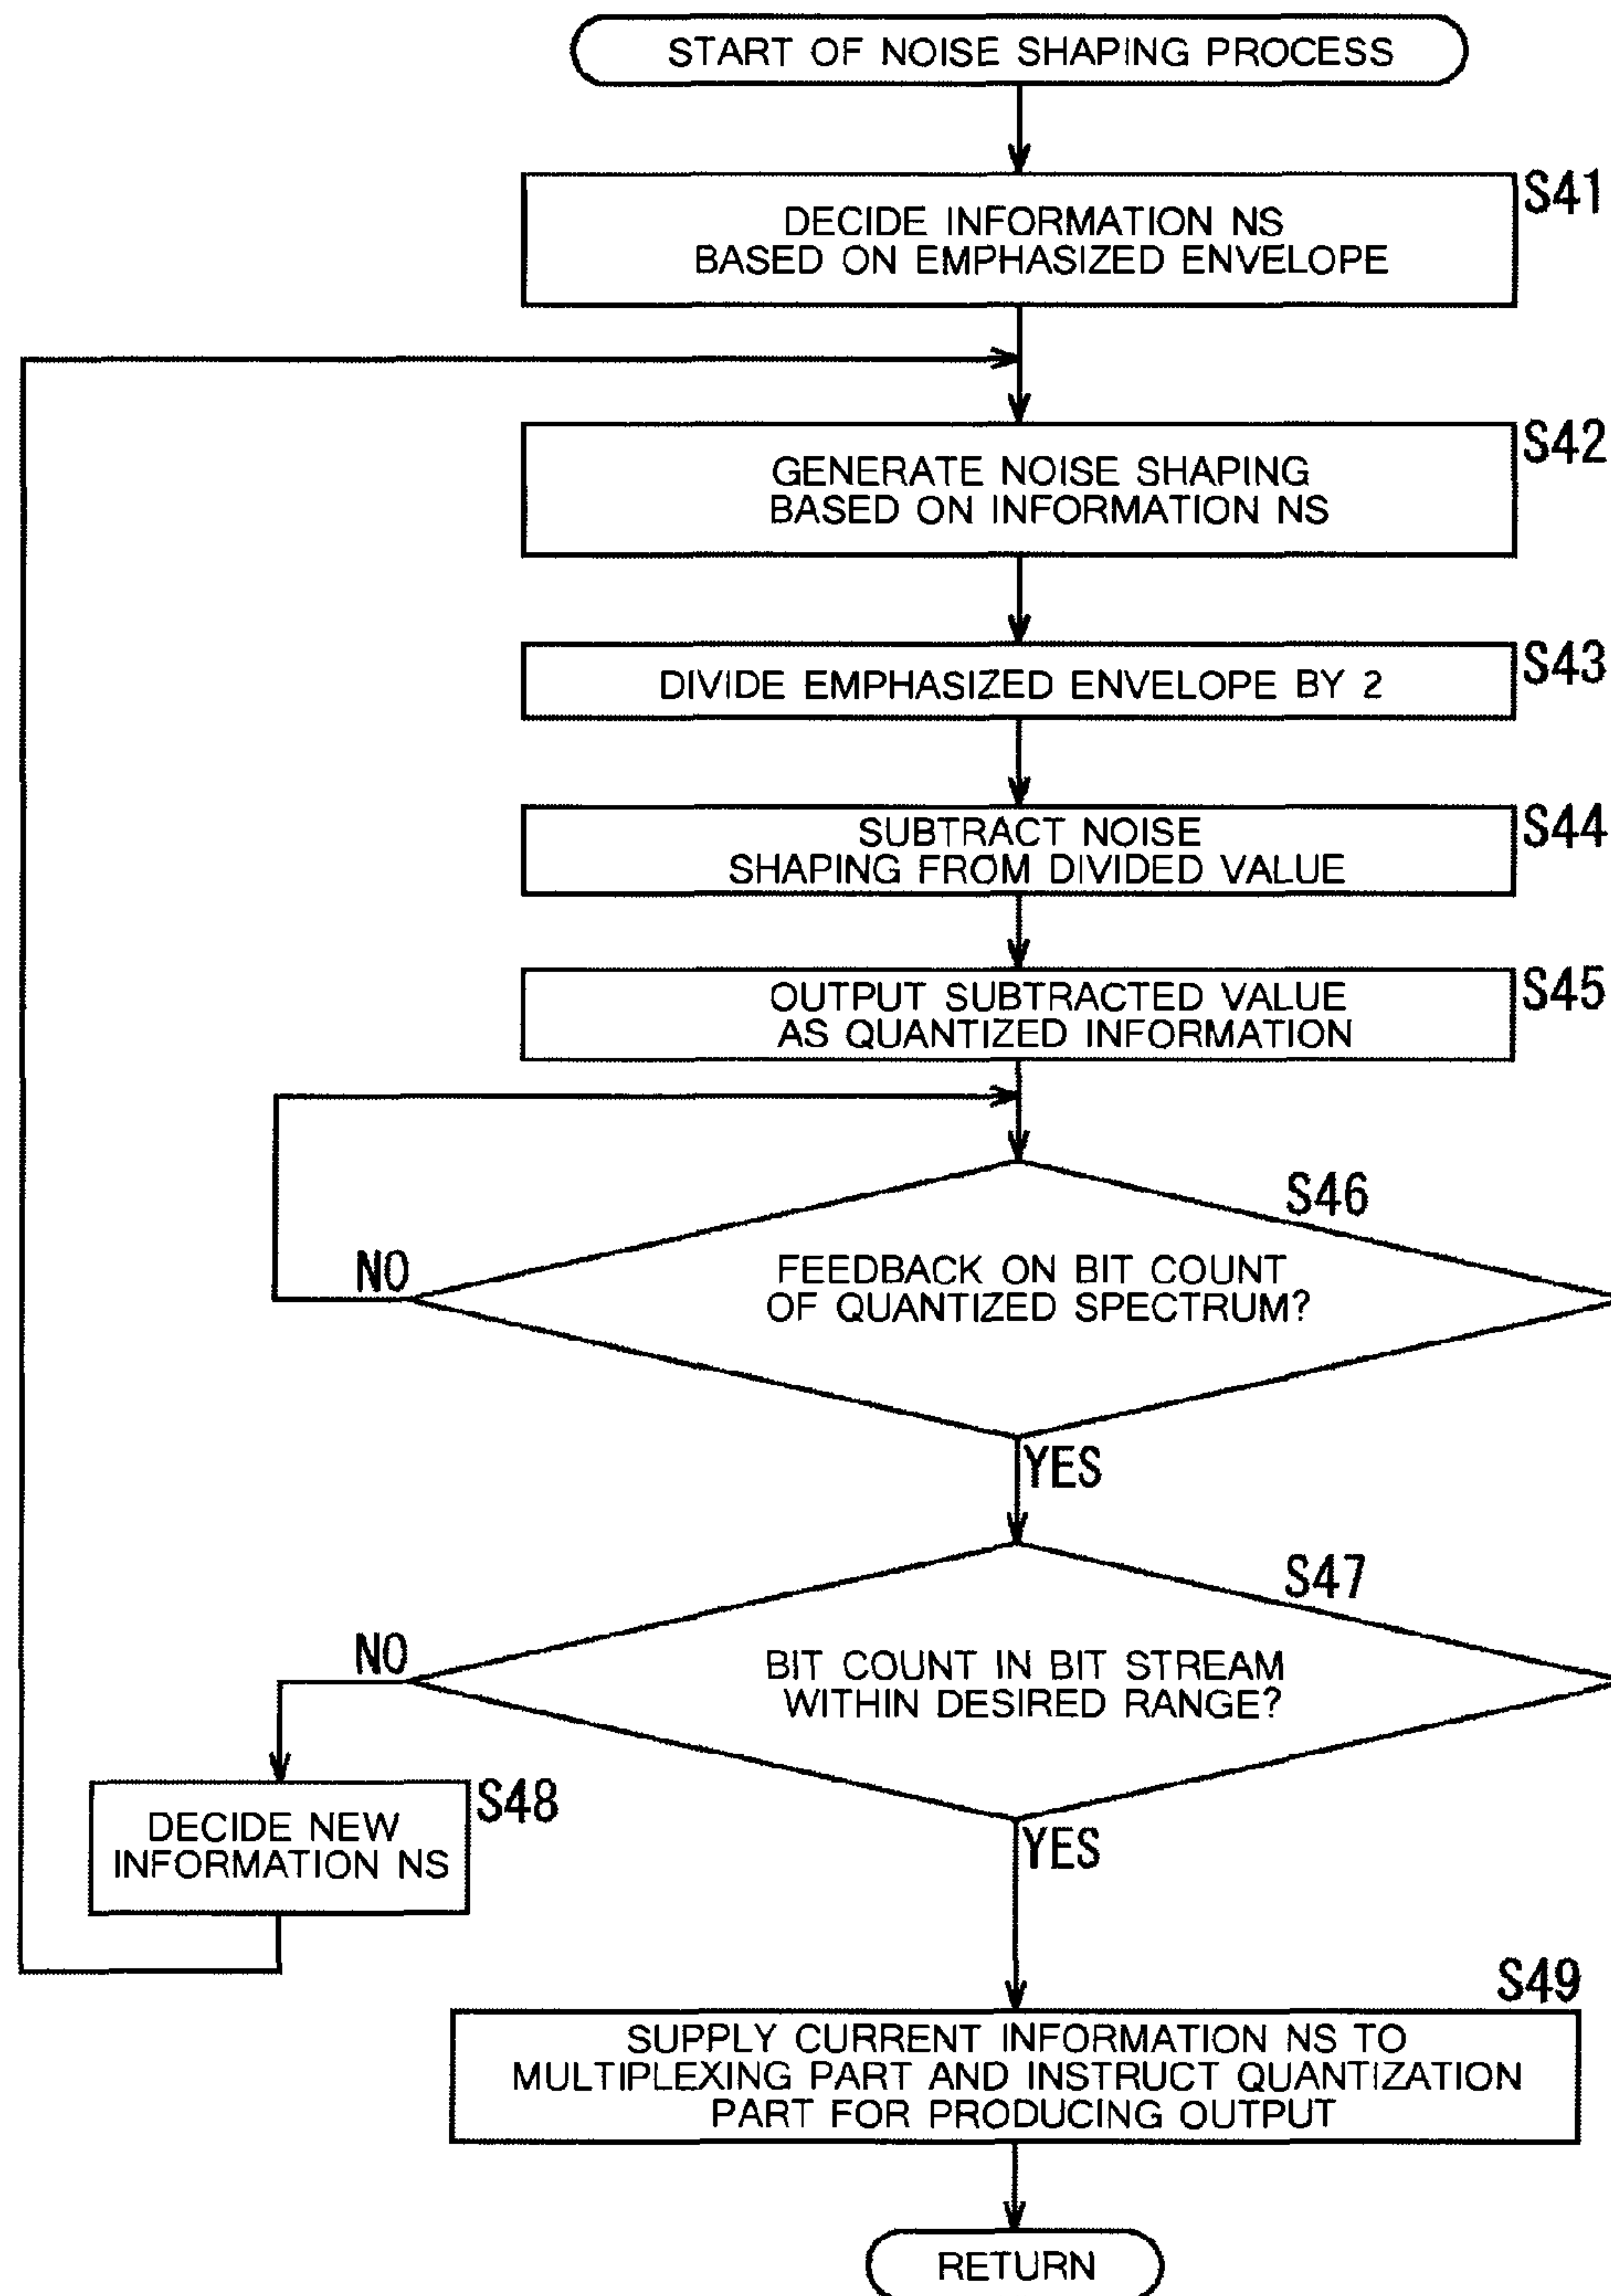 START OF NOISE SHAPING PROCESS
S41
DECIDE INFORMATION NS
BASED ON EMPHASIZED ENVELOPE
S42
GENERATE NOISE SHAPING
BASED ON INFORMATION NS
S43
DIVIDE EMPHASIZED ENVELOPE BY 2
S44
SUBTRACT NOISE
SHAPING FROM DIVIDED VALUE
S45
OUTPUT SUBTRACTED VALUE
AS QUANTIZED INFORMATION
S46
NO
FEEDBACK ON BIT COUNT
OF QUANTIZED SPECTRUM?
YES
S47
NO
BIT COUNT IN BIT STREAM
WITHIN DESIRED RANGE?
S48
DECIDE NEW
INFORMATION NS
YES
S49
SUPPLY CURRENT INFORMATION NS TO
MULTIPLEXING PART AND INSTRUCT QUANTIZATION
PART FOR PRODUCING OUTPUT
RETURN